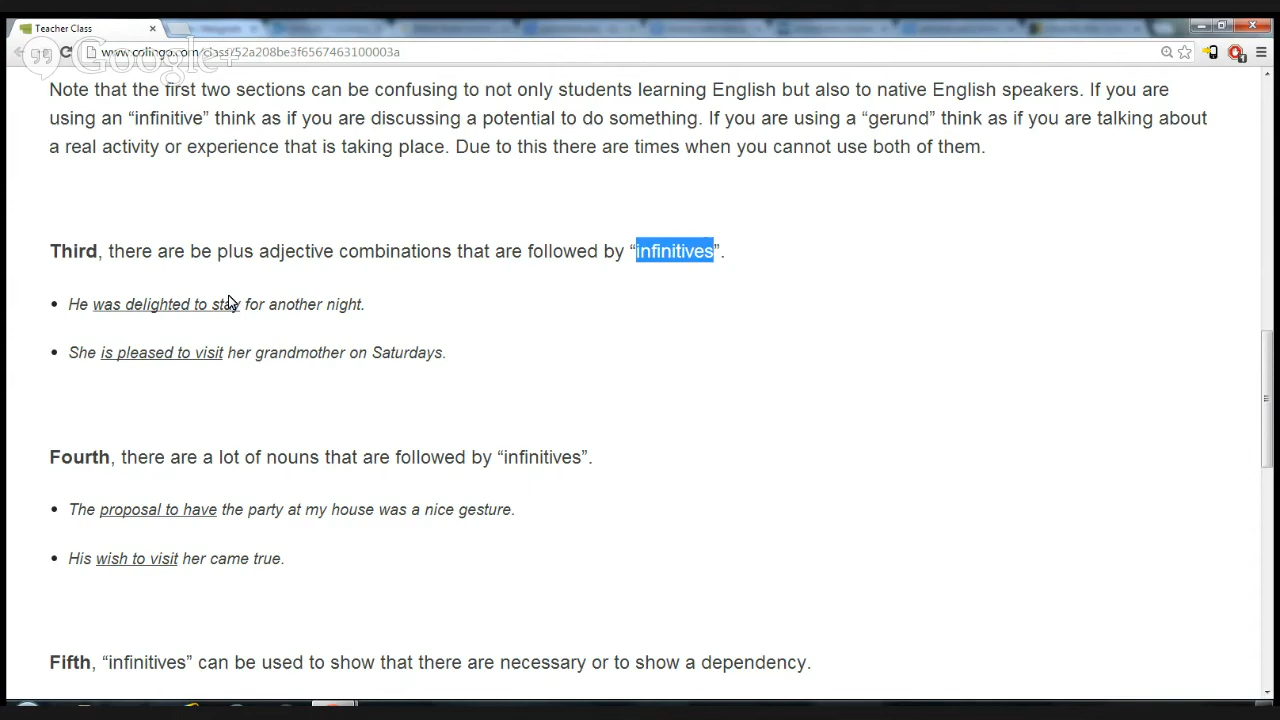 Teacher Class
www.colingo.com/class/52a208be3f6567463100003a
Google+
Note that the first two sections can be confusing to not only students learning English but also to native English speakers. If you are
using an “infinitive” think as if you are discussing a potential to do something. If you are using a “gerund” think as if you are talking about
a real activity or experience that is taking place. Due to this there are times when you cannot use both of them.
Third, there are be plus adjective combinations that are followed by “infinitives”.
• He was delighted to stay for another night.
• She is pleased to visit her grandmother on Saturdays.
Fourth, there are a lot of nouns that are followed by “infinitives”.
• The proposal to have the party at my house was a nice gesture.
• His wish to visit her came true.
Fifth, “infinitives” can be used to show that there are necessary or to show a dependency.